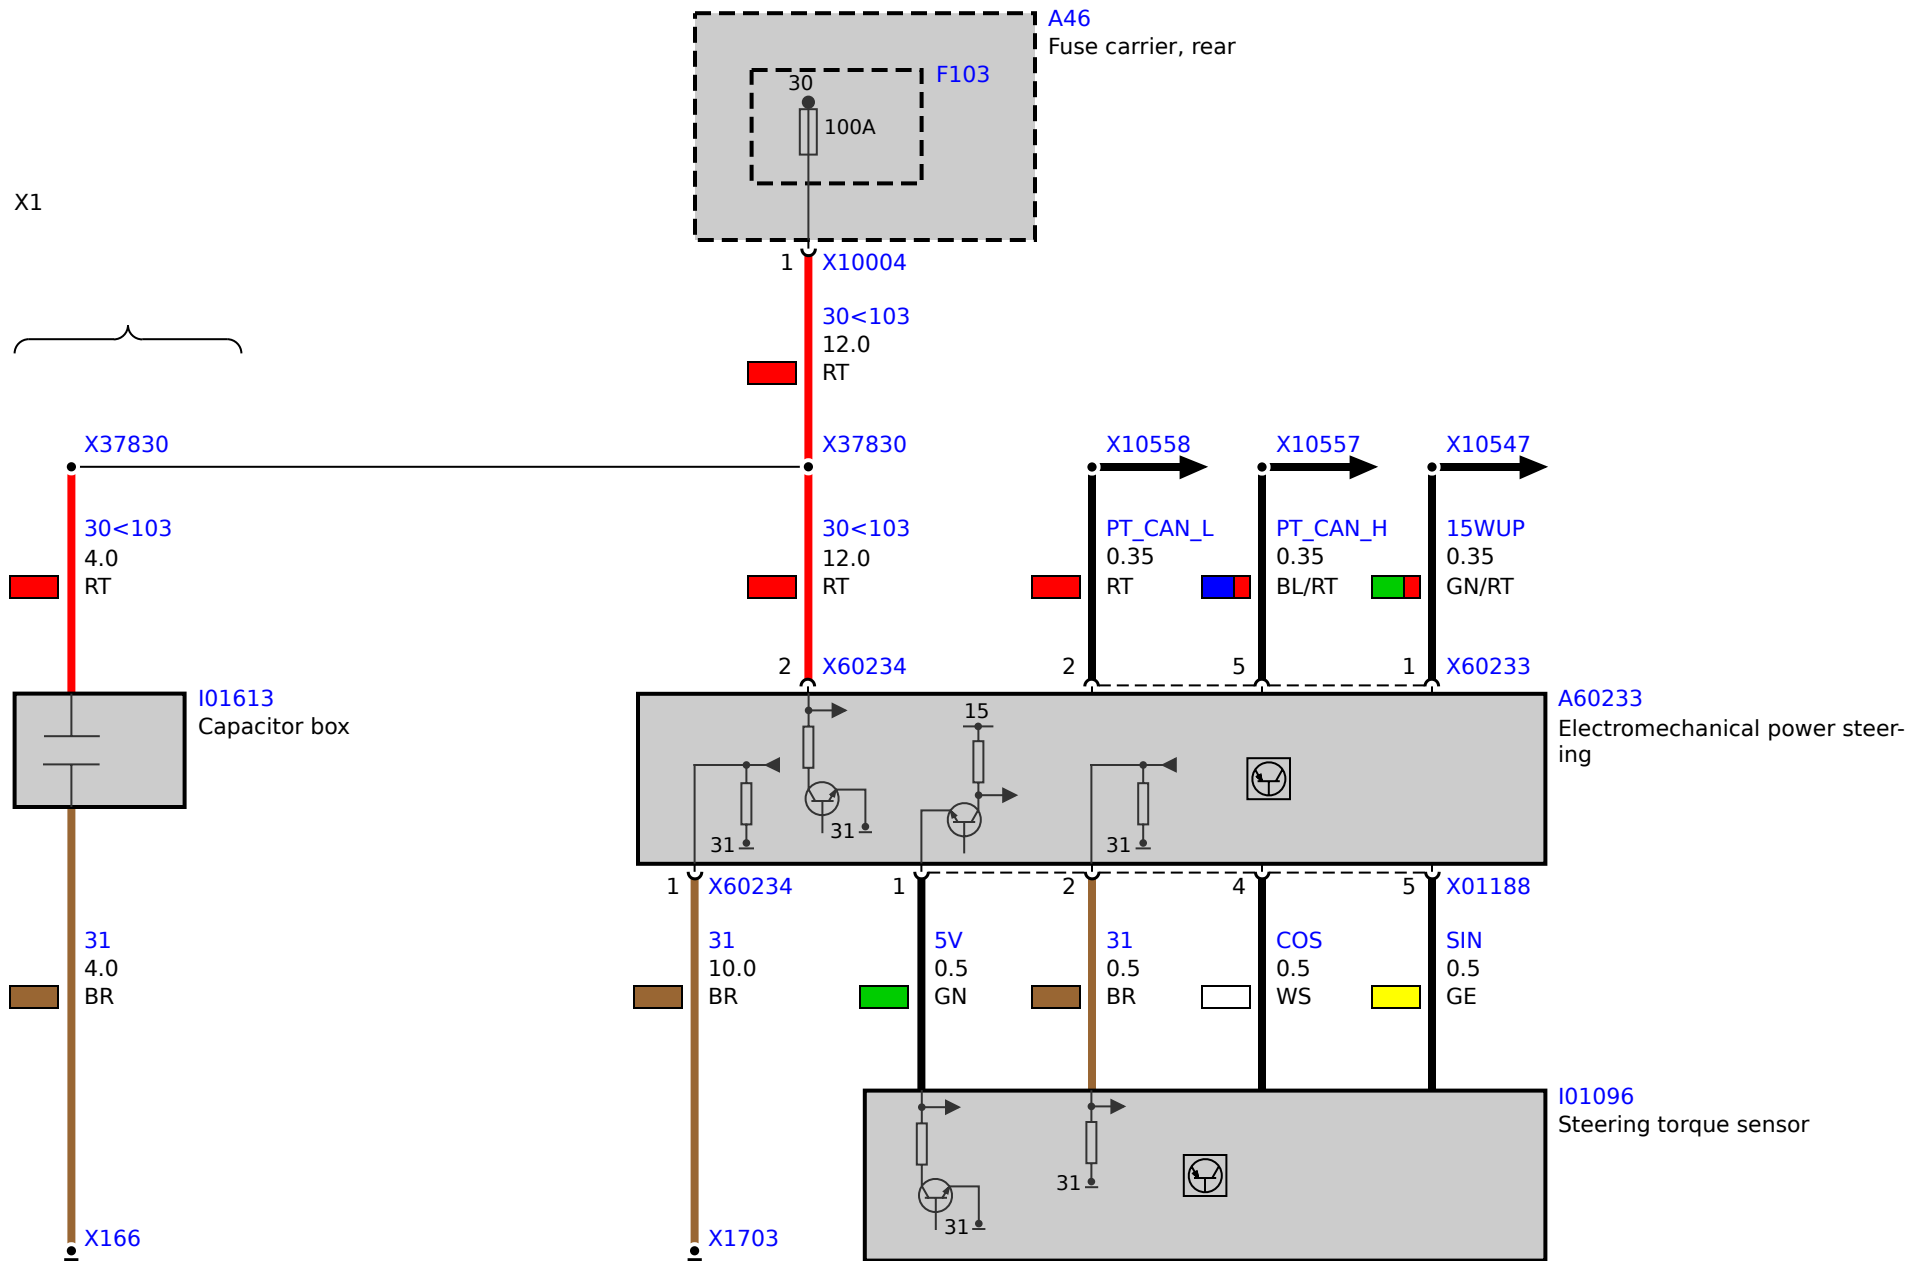 A46
Fuse carrier, rear
F103
30
100A
X1
1 X10004
30<103
12.0
RT
X37830 X37830 X10558 X10557 X10547
30<103 30<103 PT_CAN_L PT_CAN_H 15WUP
4.0 12.0 0.35 0.35 0.35
RT RT RT BL/RT GN/RT
2 X60234 2 5 1 X60233
I01613 A60233
Capacitor box Electromechanical power steer-
ing
15
31 31 31
1 X60234 1 2 4 5 X01188
31 31 5V 31 COS SIN
4.0 10.0 0.5 0.5 0.5 0.5
BR BR GN BR WS GE
I01096
Steering torque sensor
31
31
X166 X1703